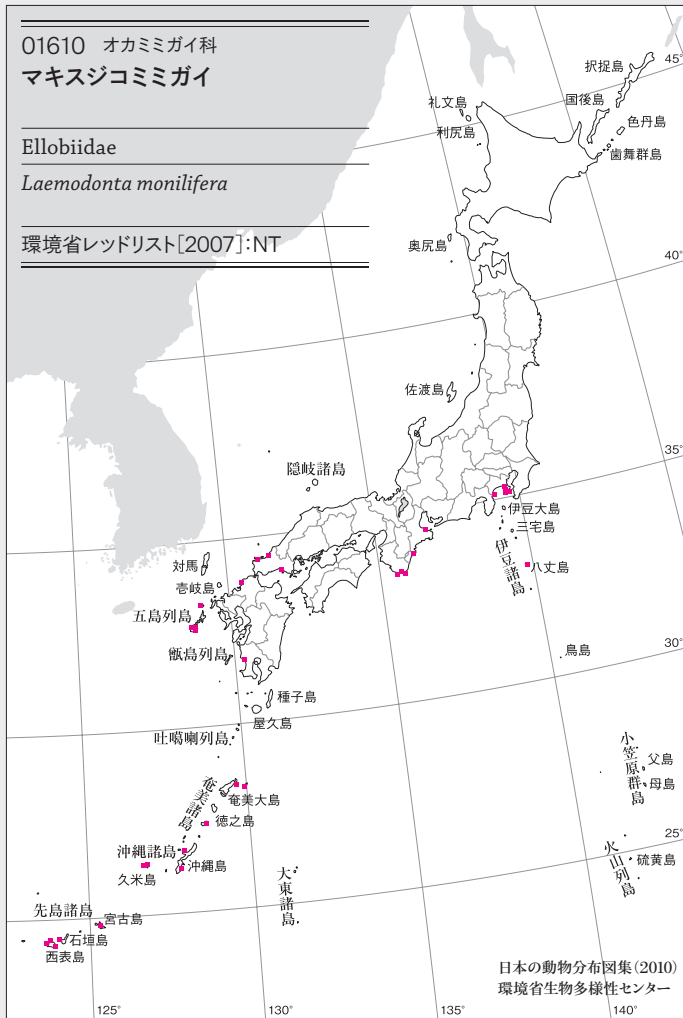 01610 オカミミガイ科
マキスジコミミガイ
Ellobiidae
Laemodonta monilifera
環境省レッドリスト[2007]:NT
45°
択捉島
国後島
礼文島
色丹島
利尻島
歯舞群島
奥尻島
40°
佐渡島
35°
隠岐諸島
伊豆大島
三宅島
伊豆諸島
八丈島
対馬
壱岐島
五島列島
甑島列島
鳥島
30°
種子島
屋久島
吐噶喇列島
小笠原群島
父島
母島
奄美諸島
奄美大島
徳之島
25°
沖縄諸島
沖縄島
久米島
火山列島
硫黄島
大東諸島
先島諸島
宮古島
石垣島
西表島
日本の動物分布図集(2010)
環境省生物多様性センター
125°
130°
135°
140°